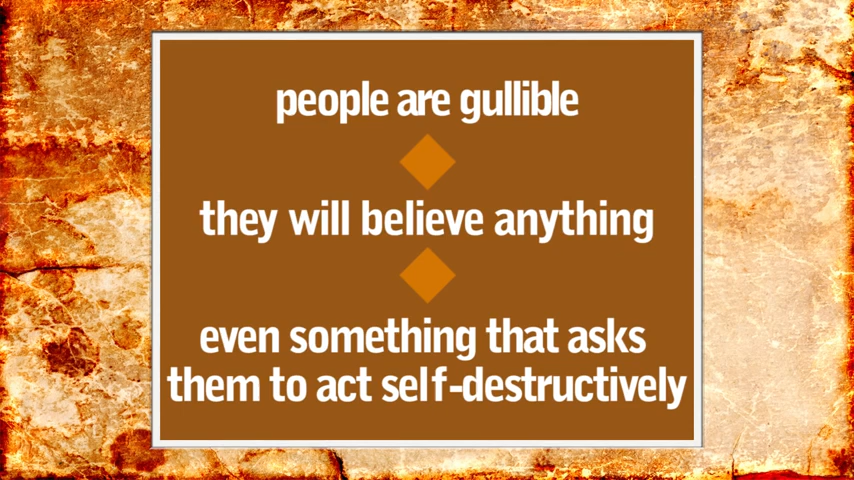 people are gullible
they will believe anything
even something that asks
them to act self-destructively